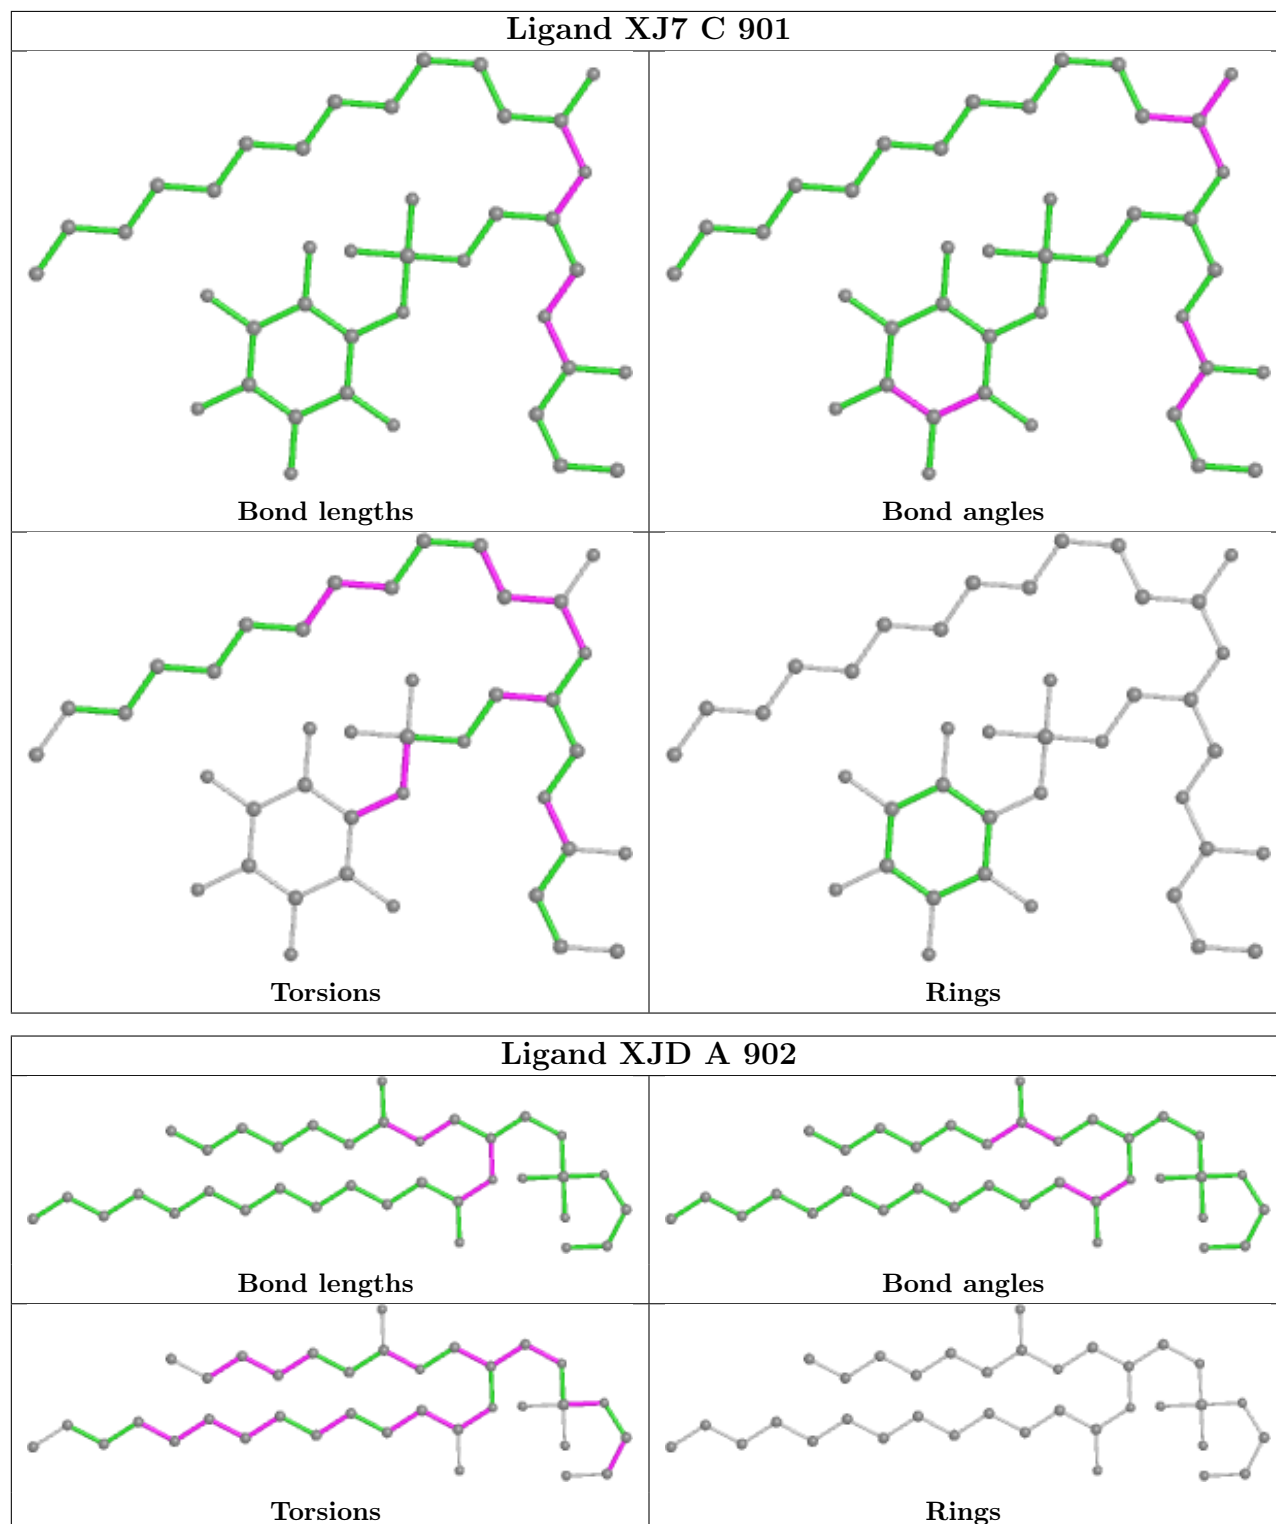 Ligand XJ7 C 901
Bond lengths
Bond angles
Torsions
Rings
Ligand XJD A 902
Bond lengths
Bond angles
Torsions
Rings